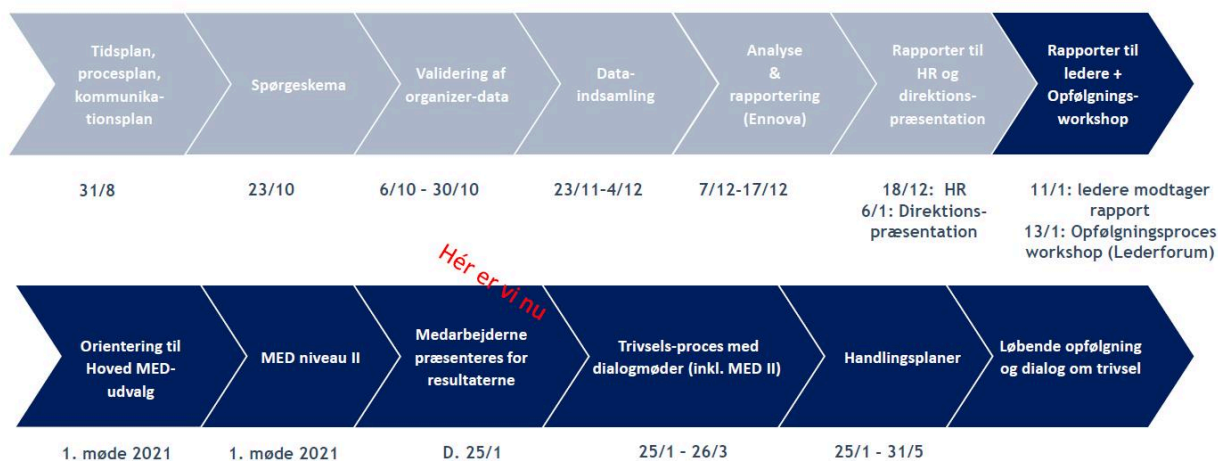 Tidsplan,
procesplan,
kommunika-
tionsplan
Spørgeskema
Validering af
organizer-data
Data-
indsamling
Analyse
&
rapportering
(Ennova)
Rapporter til
HR og
direktions-
præsentation
Rapporter til
ledere +
Opfølgnings-
workshop
31/8
23/10
6/10 - 30/10
23/11-4/12
7/12-17/12
18/12: HR
6/1: Direktions-
præsentation
11/1: ledere modtager
rapport
13/1: Opfølgningsproces
workshop (Lederforum)
Hér er vi nu
Orientering til
Hoved MED-
udvalg
MED niveau II
Medarbejderne
præsenteres for
resultaterne
Trivsels-proces med
dialogmøder (inkl. MED II)
Handlingsplaner
Løbende opfølgning
og dialog om trivsel
1. møde 2021
1. møde 2021
D. 25/1
25/1 - 26/3
25/1 - 31/5